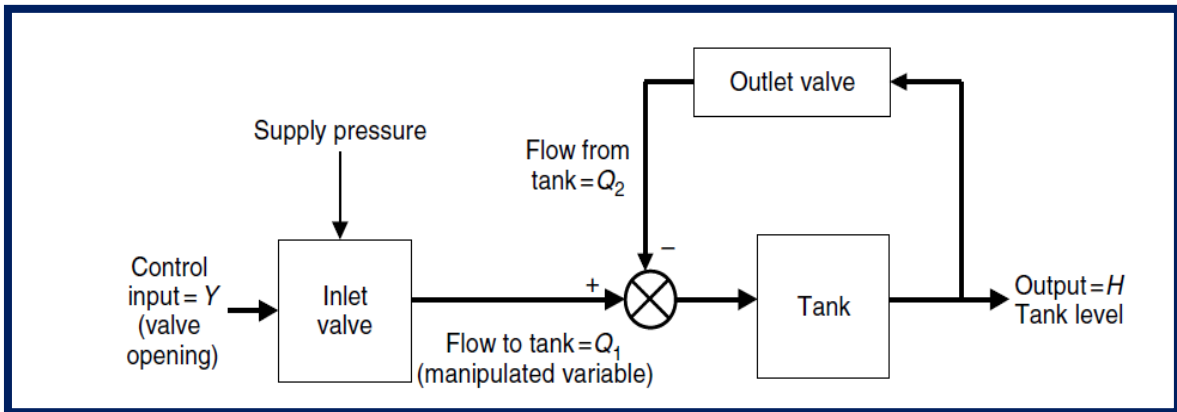 Outlet valve
Supply pressure
Flow from
tank=Q₂
–
Control
input=Y
(valve
opening)
Inlet
valve
+
Tank
Output=H
Tank level
Flow to tank=Q₁
(manipulated variable)